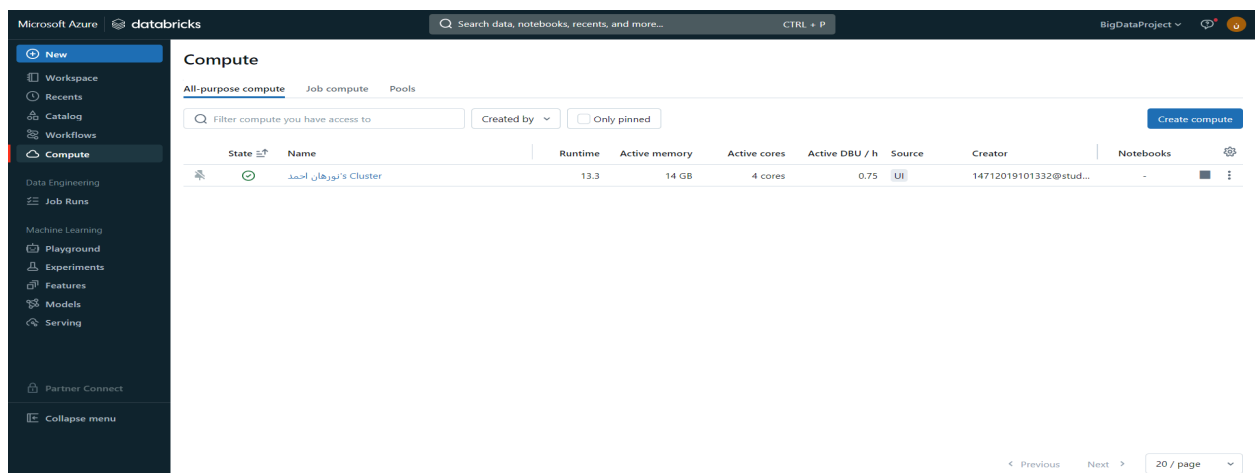 Microsoft Azure databricks Search data, notebooks, recents, and more... CTRL + P BigDataProject ن
New
Workspace
Recents
Catalog
Workflows
Compute
Data Engineering
Job Runs
Machine Learning
Playground
Experiments
Features
Models
Serving
Partner Connect
Collapse menu
Compute
All-purpose compute Job compute Pools
Filter compute you have access to Created by Only pinned Create compute
State Name Runtime Active memory Active cores Active DBU / h Source Creator Notebooks
نورهان احمد's Cluster 13.3 14 GB 4 cores 0.75 UI 14712019101332@stud... -
Previous Next 20 / page